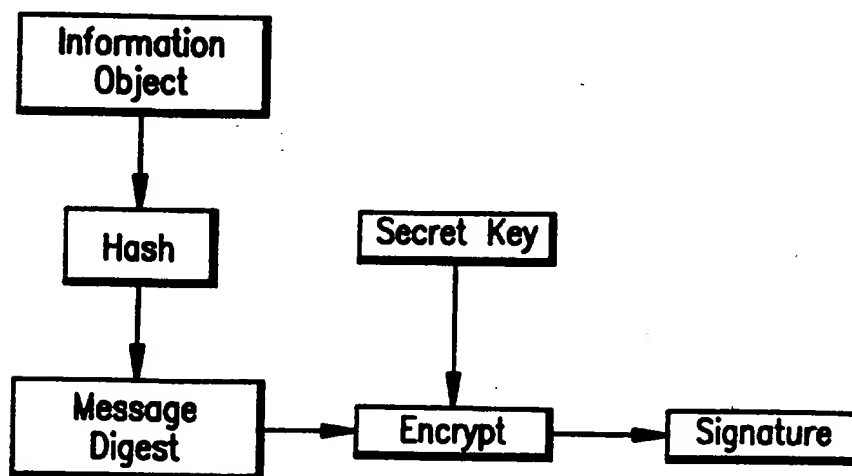 Information
Object
Hash
Secret Key
Message
Digest
Encrypt
Signature